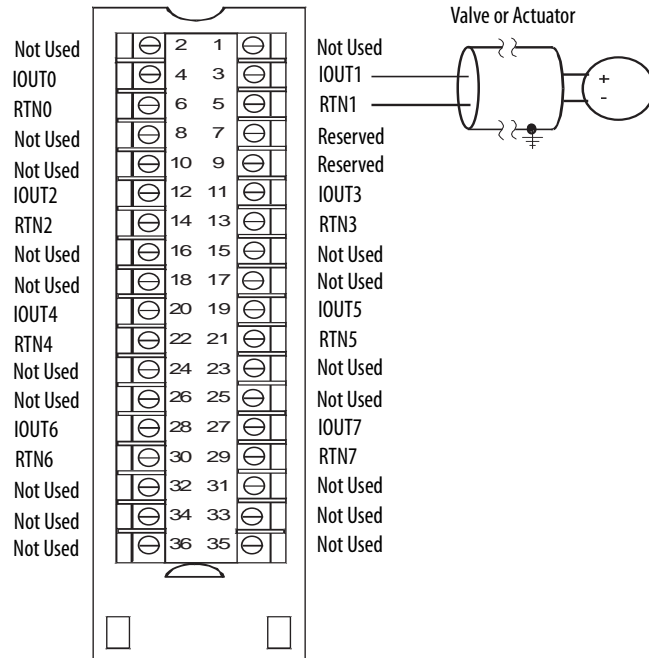 Valve or Actuator
Not Used 2 1 Not Used
IOUT0 4 3 IOUT1 +
RTN0 6 5 RTN1 -
Not Used 8 7 Reserved
Not Used 10 9 Reserved
IOUT2 12 11 IOUT3
RTN2 14 13 RTN3
Not Used 16 15 Not Used
Not Used 18 17 Not Used
IOUT4 20 19 IOUT5
RTN4 22 21 RTN5
Not Used 24 23 Not Used
Not Used 26 25 Not Used
IOUT6 28 27 IOUT7
RTN6 30 29 RTN7
Not Used 32 31 Not Used
Not Used 34 33 Not Used
Not Used 36 35 Not Used